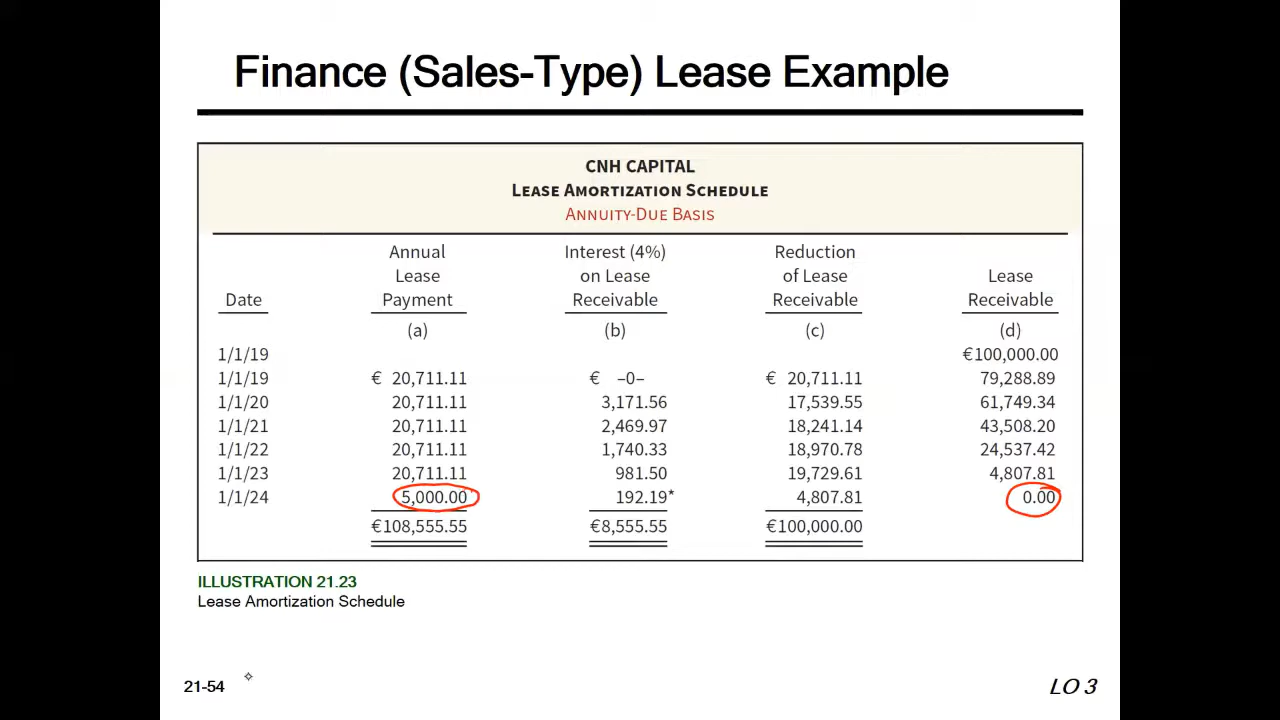 Finance (Sales-Type) Lease Example
CNH CAPITAL
LEASE AMORTIZATION SCHEDULE
ANNUITY-DUE BASIS
Annual Interest (4%) Reduction
Lease on Lease of Lease Lease
Date Payment Receivable Receivable Receivable
(a) (b) (c) (d)
1/1/19 €100,000.00
1/1/19 € 20,711.11 € –0– € 20,711.11 79,288.89
1/1/20 20,711.11 3,171.56 17,539.55 61,749.34
1/1/21 20,711.11 2,469.97 18,241.14 43,508.20
1/1/22 20,711.11 1,740.33 18,970.78 24,537.42
1/1/23 20,711.11 981.50 19,729.61 4,807.81
1/1/24 5,000.00 192.19* 4,807.81 0.00
€108,555.55 €8,555.55 €100,000.00
ILLUSTRATION 21.23
Lease Amortization Schedule
21-54 LO 3